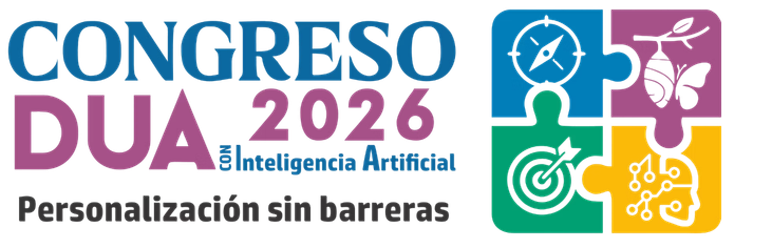 CONGRESO
DUA 2026
CON Inteligencia Artificial
Personalización sin barreras